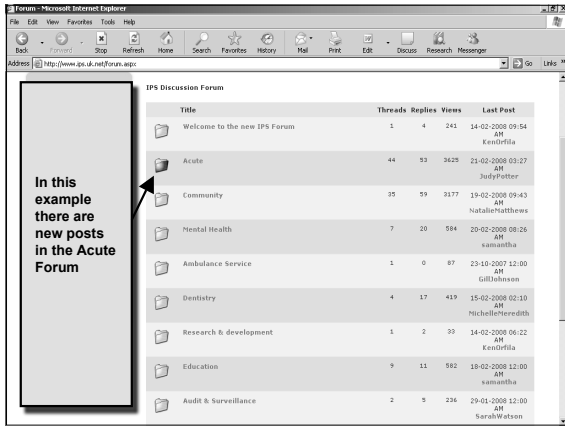 Forum - Microsoft Internet Explorer
File Edit View Favorites Tools Help
Back Forward Stop Refresh Home Search Favorites History Mail Print Edit Discuss Research Messenger
Address http://www.ips.uk.net/forum.aspx Go Links »
IPS Discussion Forum
Title Threads Replies Views Last Post
Welcome to the new IPS Forum 1 4 241 14-02-2008 09:54
AM
KenOrfila
Acute 44 53 3625 21-02-2008 03:27
AM
JudyPotter
Community 35 59 3177 19-02-2008 09:43
AM
NatalieMatthews
Mental Health 7 20 584 20-02-2008 08:26
AM
samantha
Ambulance Service 1 0 87 23-10-2007 12:00
AM
GillJohnson
Dentistry 4 17 419 15-02-2008 02:10
AM
MichelleMeredith
Research & development 1 2 33 14-02-2008 06:22
AM
KenOrfila
Education 9 11 582 18-02-2008 12:00
AM
samantha
Audit & Surveillance 2 5 236 29-01-2008 12:00
AM
SarahWatson
In this
example
there are
new posts
in the Acute
Forum